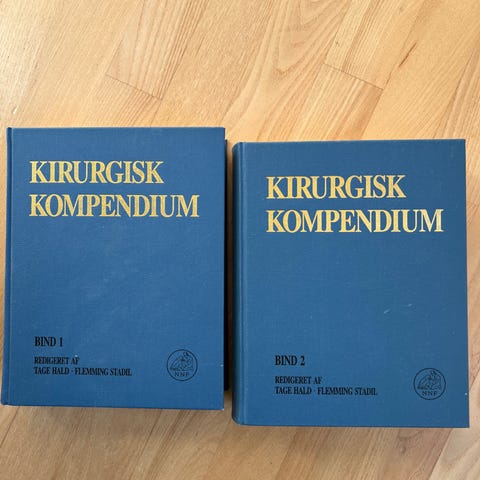 KIRURGISK
KOMPENDIUM
BIND 1
REDIGERET AF
TAGE HALD · FLEMMING STADIL
NNF
KIRURGISK
KOMPENDIUM
BIND 2
REDIGERET AF
TAGE HALD · FLEMMING STADIL
NNF